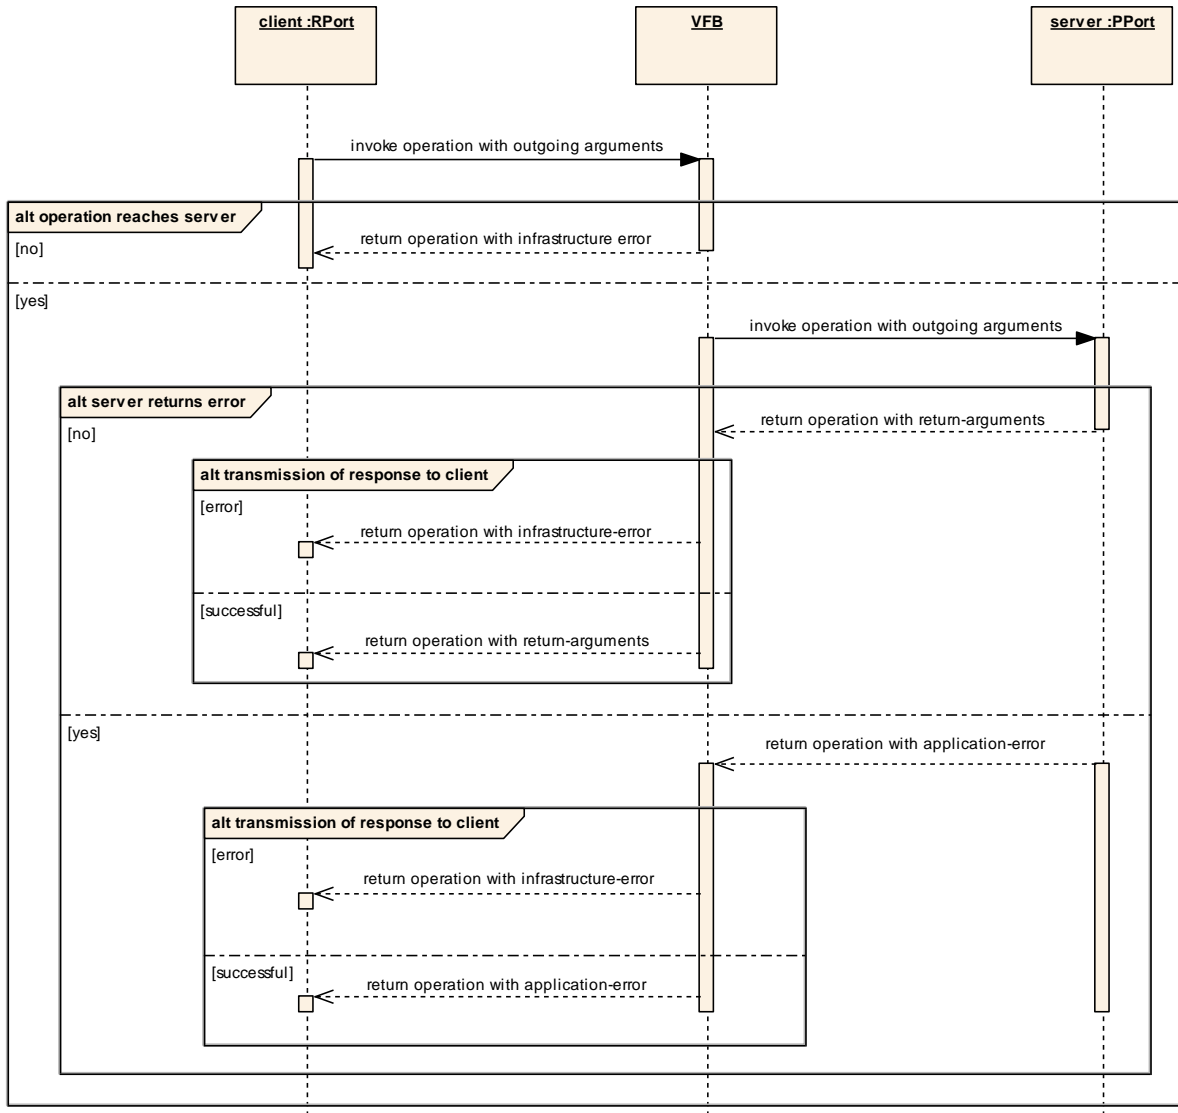 client :RPort
VFB
server :PPort
invoke operation with outgoing arguments
alt operation reaches server
return operation with infrastructure error
[no]
[yes]
invoke operation with outgoing arguments
alt server returns error
return operation with return-arguments
[no]
alt transmission of response to client
[error]
return operation with infrastructure-error
[successful]
return operation with return-arguments
[yes]
return operation with application-error
alt transmission of response to client
[error]
return operation with infrastructure-error
[successful]
return operation with application-error